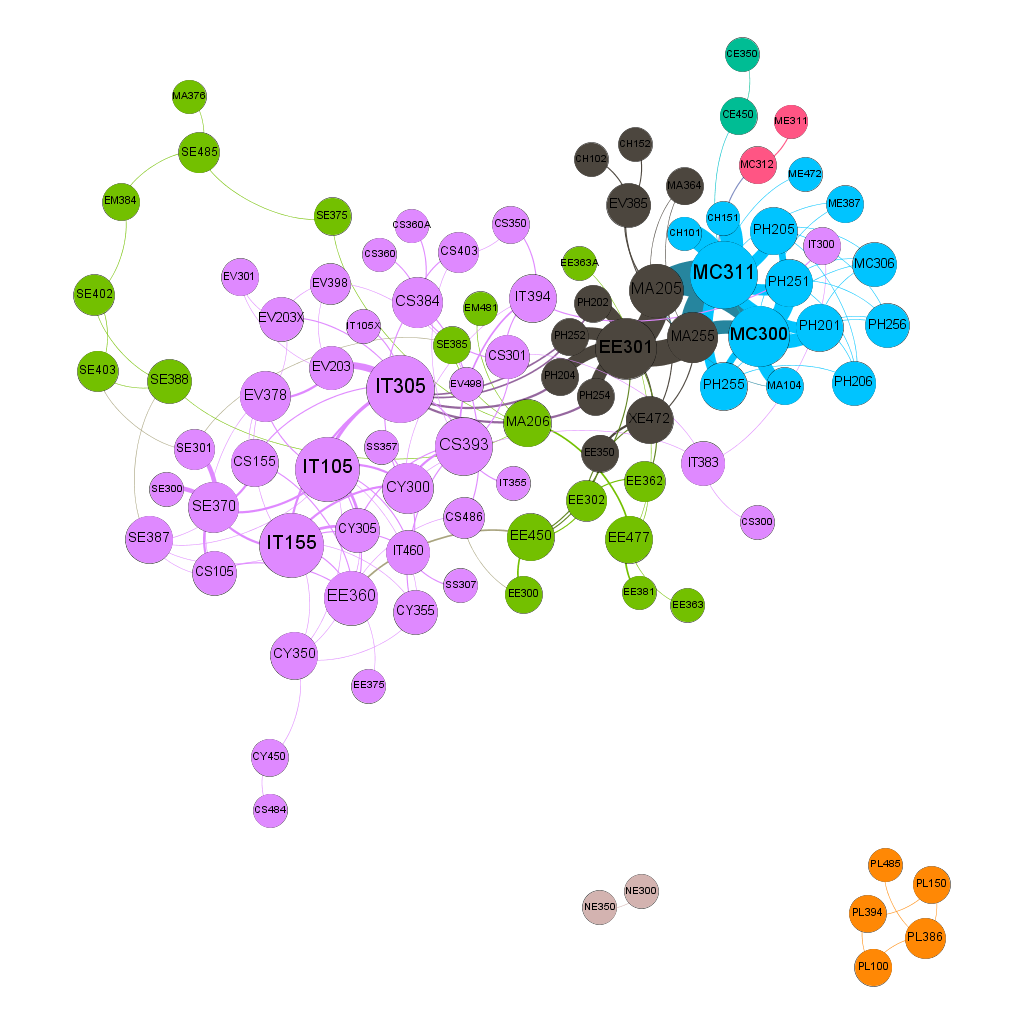 CE350
MA376
CE450
ME311
SE485
CH152
CH102
MC312
ME472
MA364
EM384
EV385
ME387
SE375
CH151
CS360A
CS350
PH205
CH101
IT300
CS360
CS403
EE363A
MC306
MC311
EV301
EV398
PH251
MA205
SE402
IT394
CS384
PH202
EM481
EV203X
IT105X
PH256
PH201
MC300
PH252
MA255
EE301
SE385
CS301
EV203
SE403
SE388
PH204
EV498
IT305
PH255
MA104
PH206
EV378
PH254
MA206
XE472
SS357
CS393
SE301
EE350
CS155
IT383
IT105
EE362
IT355
SE300
CY300
EE302
SE370
CS486
CS300
CY305
EE450
SE387
EE477
IT155
IT460
CS105
SS307
EE360
EE381
EE300
EE363
CY355
CY350
EE375
CY450
CS484
PL485
PL150
NE300
NE350
PL394
PL386
PL100